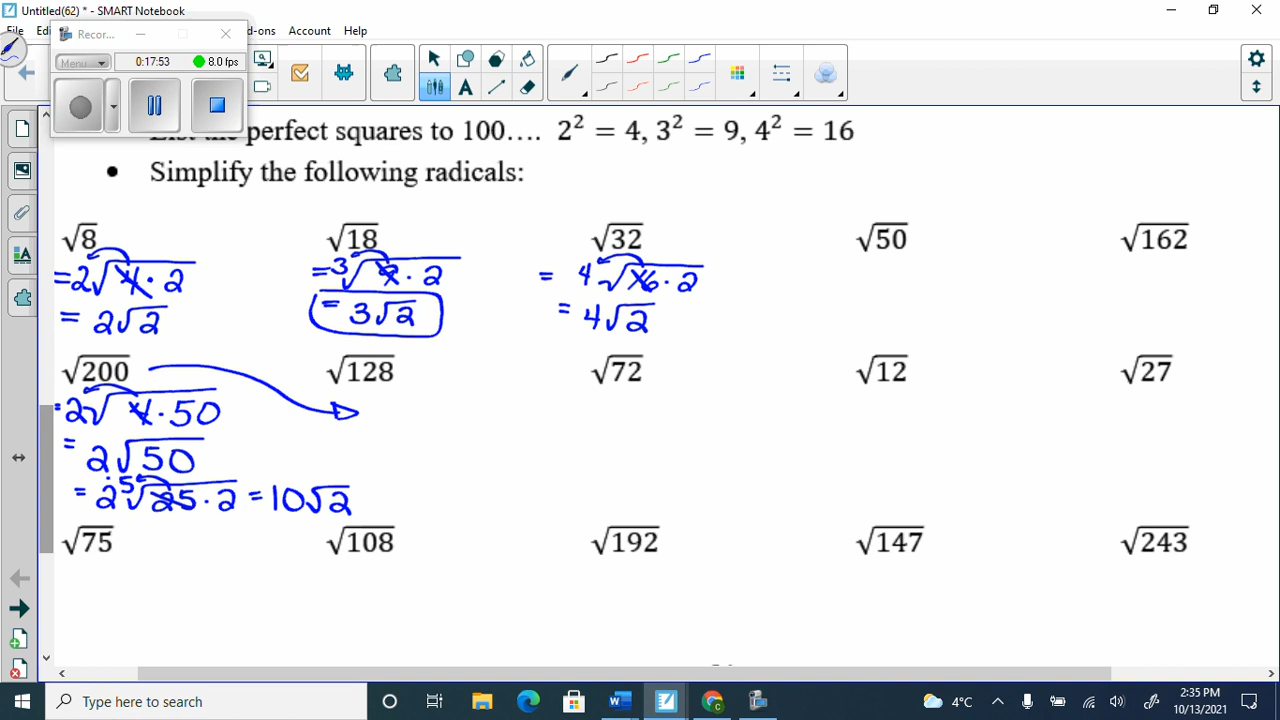 Untitled(62) * - SMART Notebook
File Edi d-ons Account Help
Recor...
Menu 0:17:53 8.0 fps
the perfect squares to 100…. 2² = 4, 3² = 9, 4² = 16
• Simplify the following radicals:
√8 √18 √32 √50 √162
=2√4·2 =3√9·2 = 4√16·2
= 2√2 = 3√2 = 4√2
√200 √128 √72 √12 √27
=2√4·50
= 2√50
= 2·5√25·2 = 10√2
√75 √108 √192 √147 √243
Type here to search
4°C
2:35 PM
10/13/2021